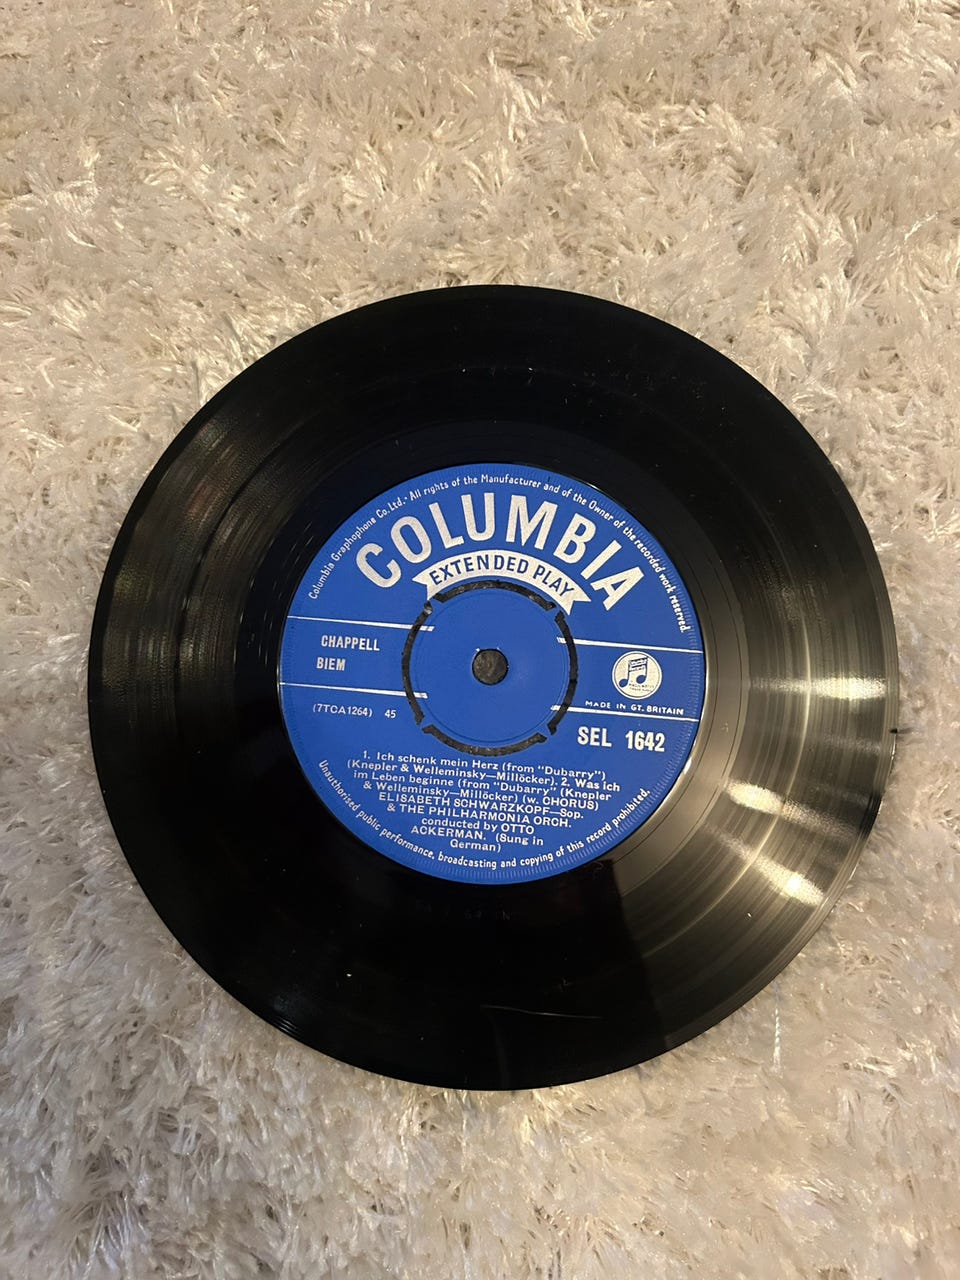 Columbia Graphophone Co. Ltd. · All rights of the Manufacturer and of the Owner of the recorded work reserved.
COLUMBIA
EXTENDED PLAY
CHAPPELL
BIEM
MADE IN GT. BRITAIN
(7TCA1264) 45
SEL 1642
1. Ich schenk mein Herz (from "Dubarry")
(Knepler & Welleminsky—Millöcker). 2. Was ich
im Leben beginne (from "Dubarry" (Knepler
& Welleminsky—Millöcker) (w. CHORUS)
ELISABETH SCHWARZKOPF—Sop.
& THE PHILHARMONIA ORCH.
conducted by OTTO
ACKERMAN. (Sung in
German)
Unauthorised public performance, broadcasting and copying of this record prohibited.